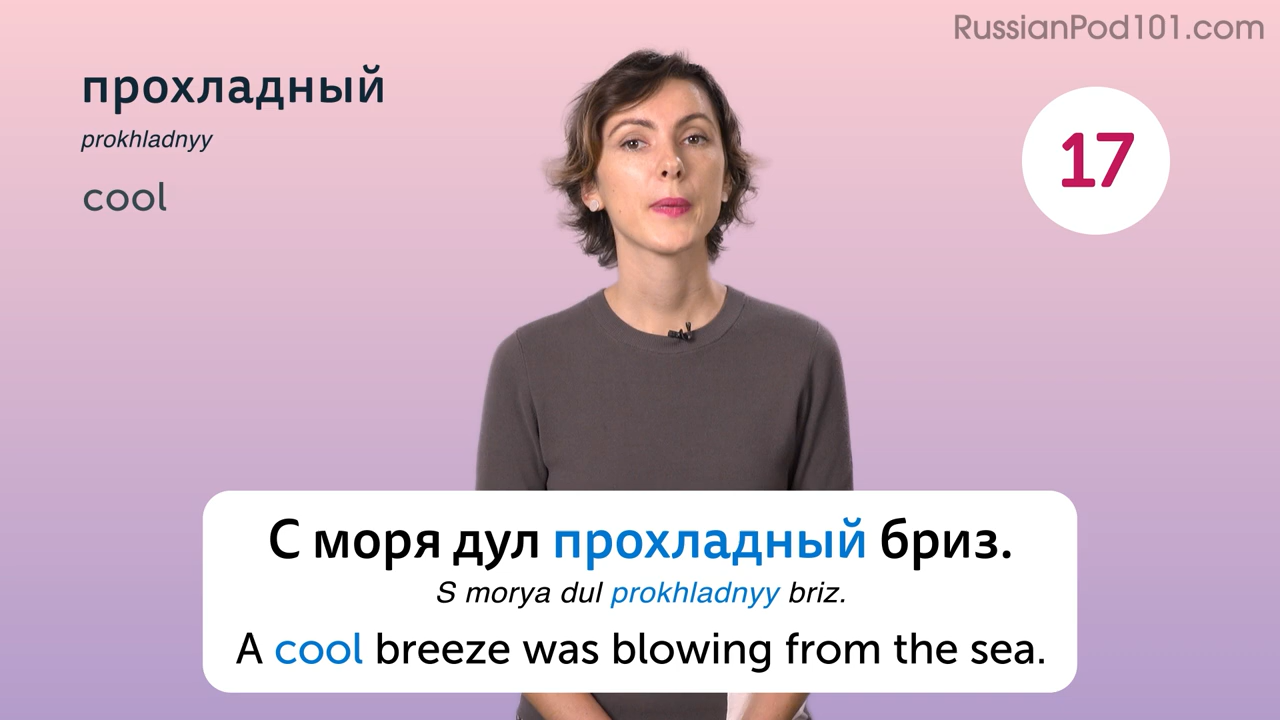 RussianPod101.com
прохладный
prokhladnyy
cool
17
С моря дул прохладный бриз.
S morya dul prokhladnyy briz.
A cool breeze was blowing from the sea.